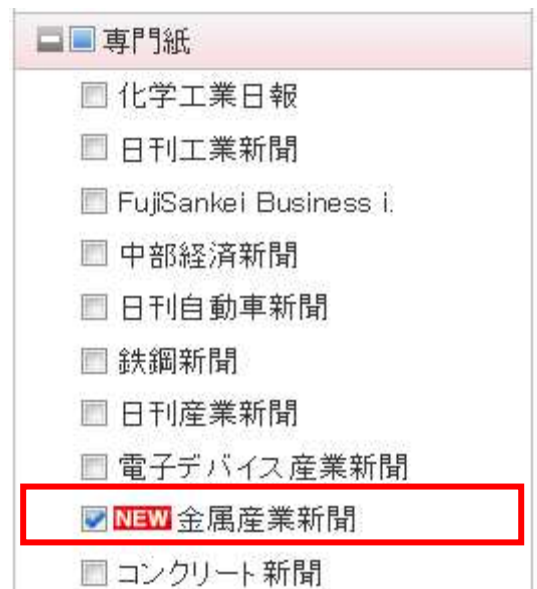 専門紙
化学工業日報
日刊工業新聞
FujiSankei Business i.
中部経済新聞
日刊自動車新聞
鉄鋼新聞
日刊産業新聞
電子デバイス産業新聞
NEW 金属産業新聞
コンクリート新聞